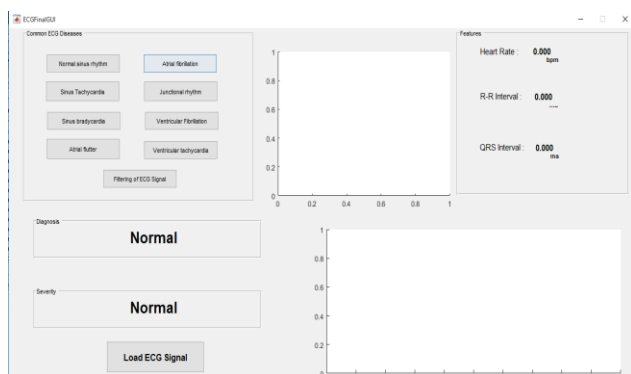 ECGFinalGUI
Common ECG Diseases
Normal sinus rhythm
Atrial fibrillation
Sinus Tachycardia
Junctional rhythm
Sinus bradycardia
Ventricular Fibrillation
Atrial flutter
Ventricular tachycardia
Filtering of ECG Signal
1
0.8
0.6
0.4
0.2
0
0 0.2 0.4 0.6 0.8 1
Features
Heart Rate : 0.000
bpm
R-R Interval : 0.000
QRS Interval : 0.000
ms
Diagnosis
Normal
Severity
Normal
Load ECG Signal
1
0.8
0.6
0.4
0.2
0